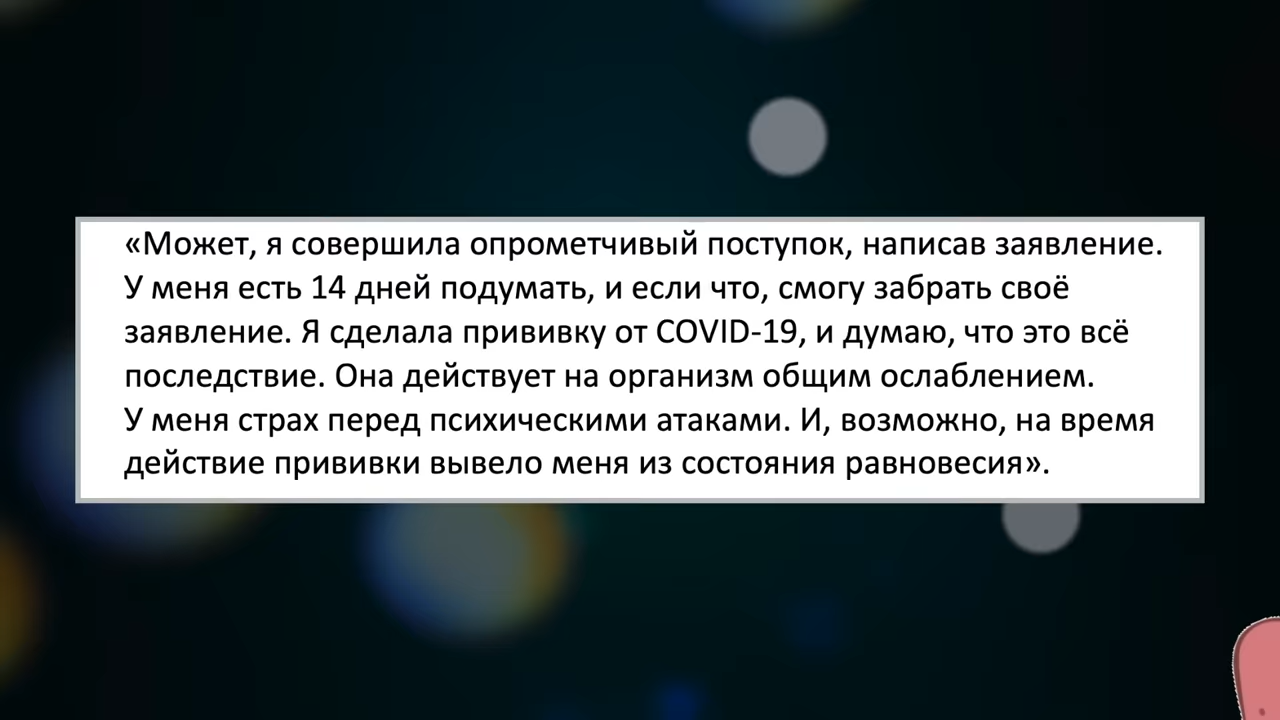 «Может, я совершила опрометчивый поступок, написав заявление.
У меня есть 14 дней подумать, и если что, смогу забрать своё
заявление. Я сделала прививку от COVID-19, и думаю, что это всё
последствие. Она действует на организм общим ослаблением.
У меня страх перед психическими атаками. И, возможно, на время
действие прививки вывело меня из состояния равновесия».